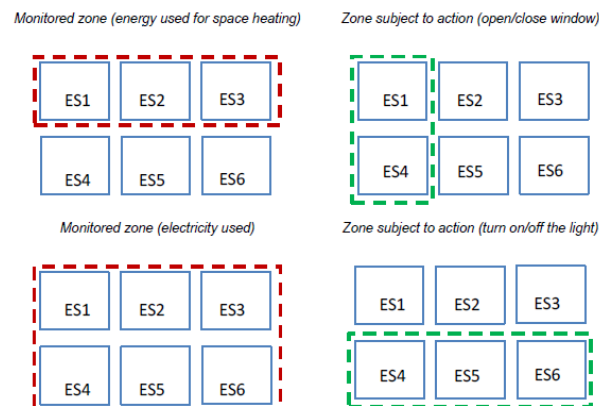 Monitored zone (energy used for space heating)
Zone subject to action (open/close window)
ES1 ES2 ES3
ES1 ES2 ES3
ES4 ES5 ES6
ES4 ES5 ES6
Monitored zone (electricity used)
Zone subject to action (turn on/off the light)
ES1 ES2 ES3
ES1 ES2 ES3
ES4 ES5 ES6
ES4 ES5 ES6